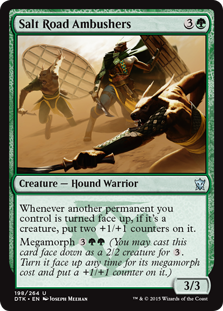 Salt Road Ambushers 3
Creature — Hound Warrior
Whenever another permanent you
control is turned face up, if it's a
creature, put two +1/+1 counters on it.
Megamorph 3 (You may cast this
card face down as a 2/2 creature for 3.
Turn it face up any time for its megamorph
cost and put a +1/+1 counter on it.)
3/3
198/264 U
DTK • EN JOSEPH MEEHAN ™ & © 2015 Wizards of the Coast